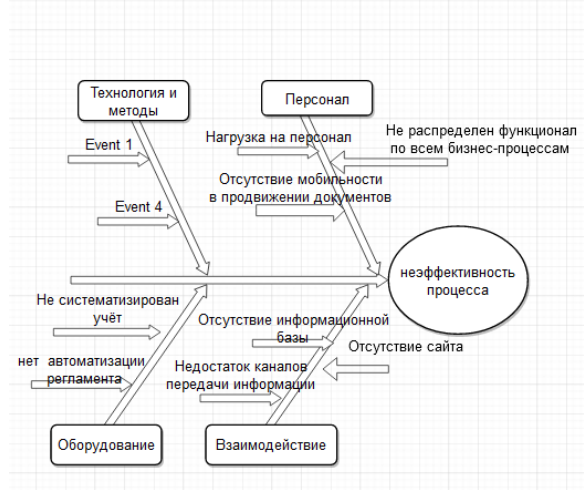 Технология и
методы
Персонал
Event 1
Нагрузка на персонал
Не распределен функционал
по всем бизнес-процессам
Event 4
Отсутствие мобильности
в продвижении документов
неэффективность
процесса
Не систематизирован
учёт
Отсутствие информационной
базы
Отсутствие сайта
нет автоматизации
регламента
Недостаток каналов
передачи информации
Оборудование
Взаимодействие